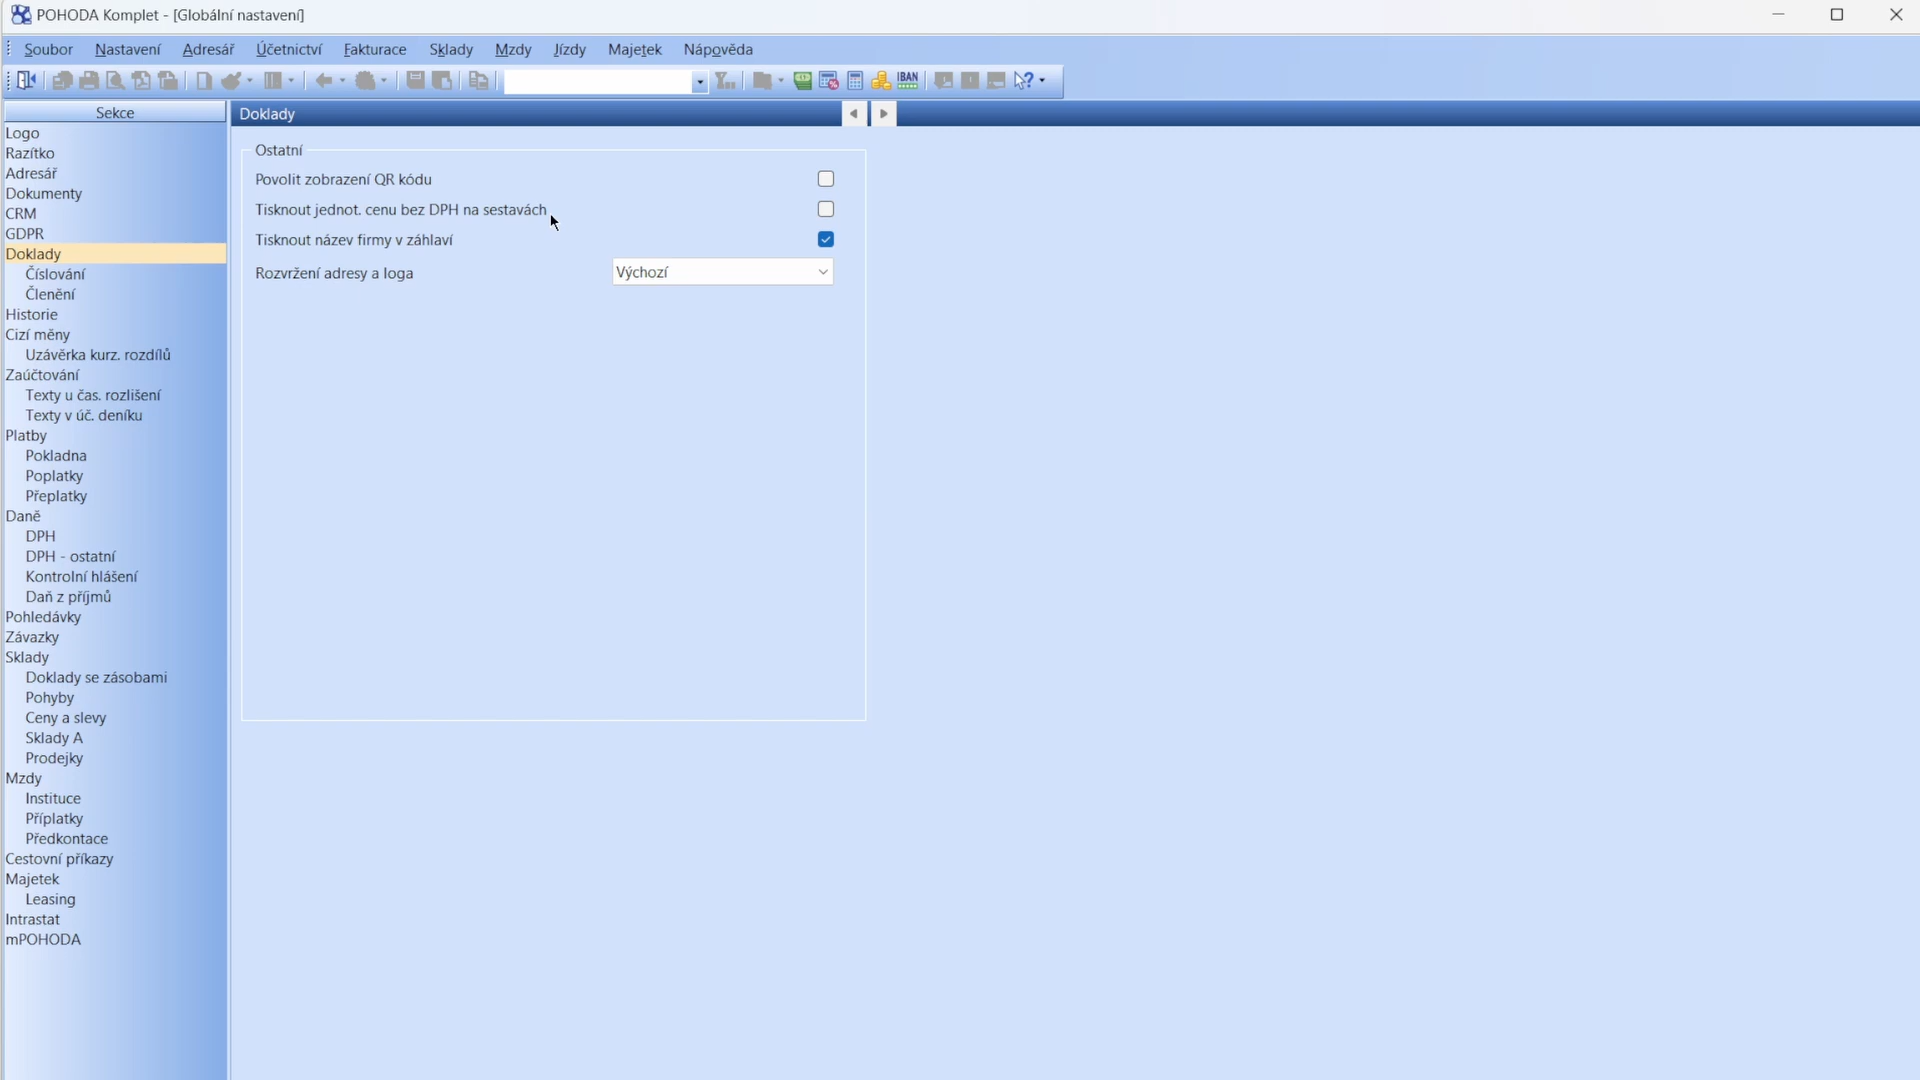 POHODA Komplet - [Globální nastavení]
Soubor Nastavení Adresář Účetnictví Fakturace Sklady Mzdy Jízdy Majetek Nápověda
IBAN
Sekce
Logo
Razítko
Adresář
Dokumenty
CRM
GDPR
Doklady
Číslování
Členění
Historie
Cizí měny
Uzávěrka kurz. rozdílů
Zaúčtování
Texty u čas. rozlišení
Texty v úč. deníku
Platby
Pokladna
Poplatky
Přeplatky
Daně
DPH
DPH - ostatní
Kontrolní hlášení
Daň z příjmů
Pohledávky
Závazky
Sklady
Doklady se zásobami
Pohyby
Ceny a slevy
Sklady A
Prodejky
Mzdy
Instituce
Příplatky
Předkontace
Cestovní příkazy
Majetek
Leasing
Intrastat
mPOHODA
Doklady
Ostatní
Povolit zobrazení QR kódu
Tisknout jednot. cenu bez DPH na sestavách
Tisknout název firmy v záhlaví
Rozvržení adresy a loga Výchozí